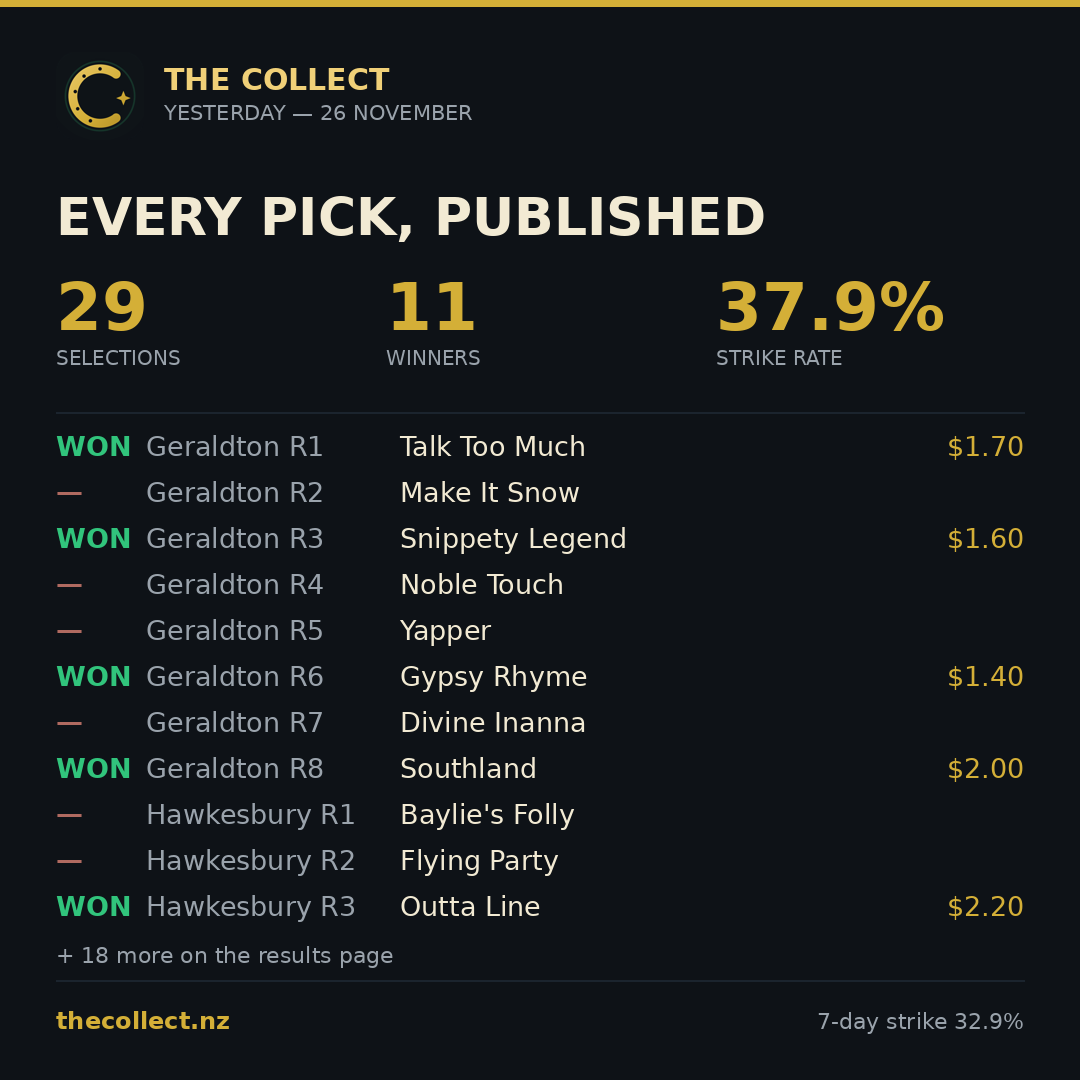 THE COLLECT
YESTERDAY — 26 NOVEMBER
EVERY PICK, PUBLISHED
29 11 37.9%
SELECTIONS WINNERS STRIKE RATE
WON Geraldton R1 Talk Too Much $1.70
— Geraldton R2 Make It Snow
WON Geraldton R3 Snippety Legend $1.60
— Geraldton R4 Noble Touch
— Geraldton R5 Yapper
WON Geraldton R6 Gypsy Rhyme $1.40
— Geraldton R7 Divine Inanna
WON Geraldton R8 Southland $2.00
— Hawkesbury R1 Baylie's Folly
— Hawkesbury R2 Flying Party
WON Hawkesbury R3 Outta Line $2.20
+ 18 more on the results page
thecollect.nz 7-day strike 32.9%